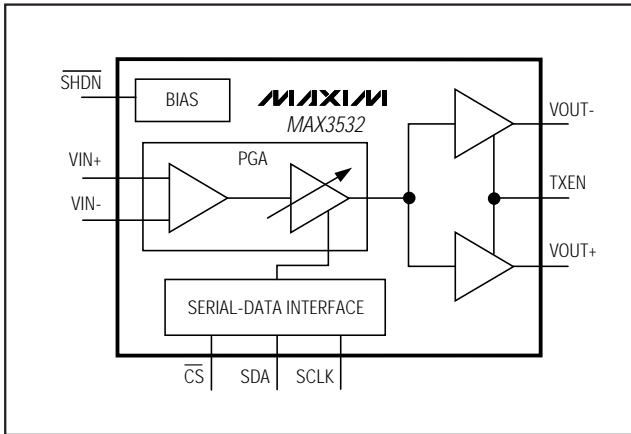 SHDN
BIAS
MAXIM
MAX3532
VOUT-
PGA
VIN+
VIN-
TXEN
VOUT+
SERIAL-DATA INTERFACE
CS
SDA
SCLK